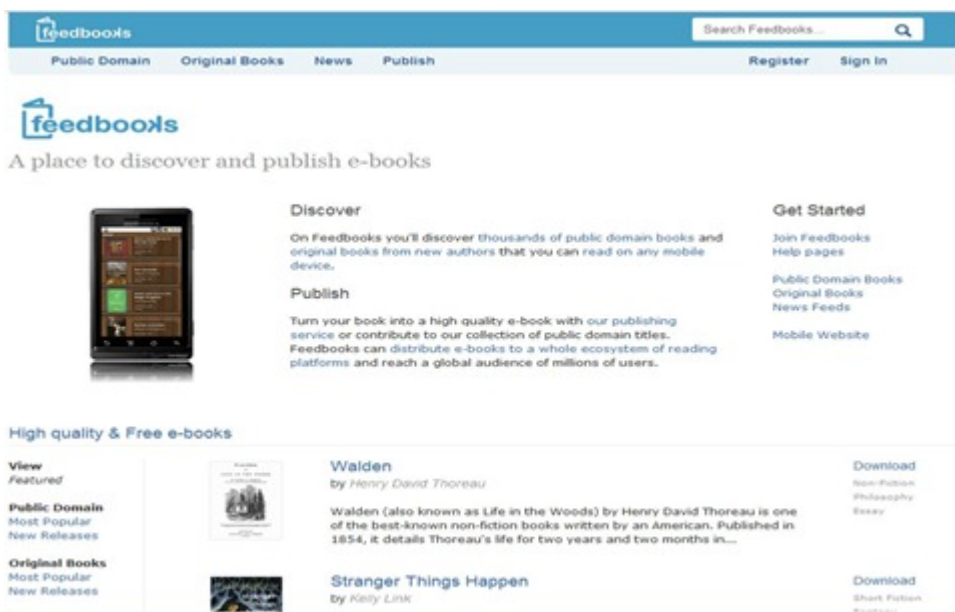 feedbooks
Search Feedbooks...
Public Domain Original Books News Publish Register Sign In
feedbooks
A place to discover and publish e-books
Discover
On Feedbooks you'll discover thousands of public domain books and
original books from new authors that you can read on any mobile
device.
Publish
Turn your book into a high quality e-book with our publishing
service or contribute to our collection of public domain titles.
Feedbooks can distribute e-books to a whole ecosystem of reading
platforms and reach a global audience of millions of users.
Get Started
Join Feedbooks
Help pages
Public Domain Books
Original Books
News Feeds
Mobile Website
High quality & Free e-books
View
Featured
Public Domain
Most Popular
New Releases
Original Books
Most Popular
New Releases
Walden
by Henry David Thoreau
Walden (also known as Life in the Woods) by Henry David Thoreau is one
of the best-known non-fiction books written by an American. Published in
1854, it details Thoreau's life for two years and two months in...
Download
Non-Fiction
Philosophy
Essay
Stranger Things Happen
by Kelly Link
Download
Short Fiction
Fantasy